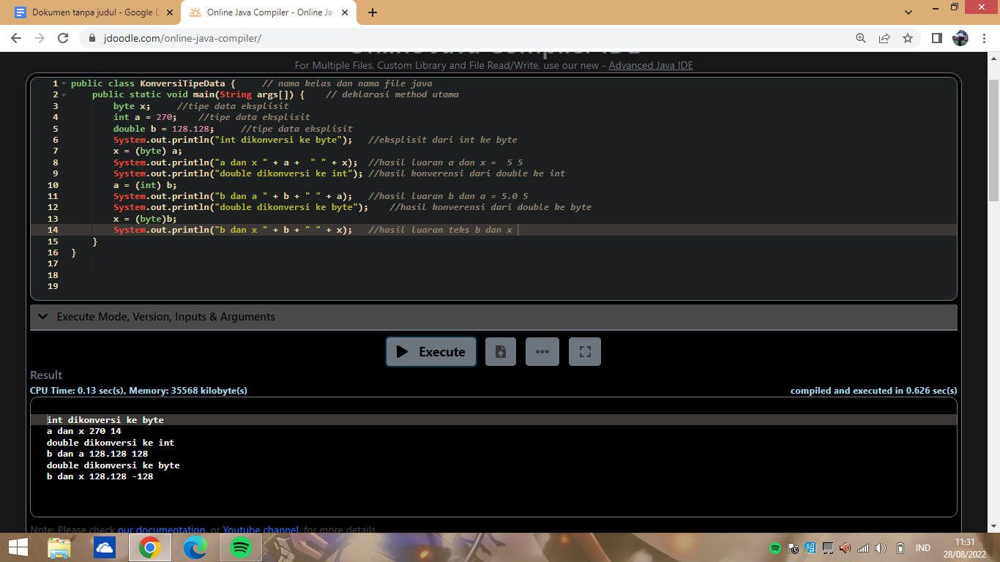 Dokumen tanpa judul - Google D
Online Java Compiler - Online Jav
jdoodle.com/online-java-compiler/
Online Java Compiler IDE
For Multiple Files, Custom Library and File Read/Write, use our new - Advanced Java IDE
1 public class KonversiTipeData { // nama kelas dan nama file java
2 public static void main(String args[]) { // deklarasi method utama
3 byte x; //tipe data eksplisit
4 int a = 270; //tipe data eksplisit
5 double b = 128.128; //tipe data eksplisit
6 System.out.println("int dikonversi ke byte"); //eksplisit dari int ke byte
7 x = (byte) a;
8 System.out.println("a dan x " + a + " " + x); //hasil luaran a dan x = 5 5
9 System.out.println("double dikonversi ke int"); //hasil konverensi dari double ke int
10 a = (int) b;
11 System.out.println("b dan a " + b + " " + a); //hasil luaran b dan a = 5.0 5
12 System.out.println("double dikonversi ke byte"); //hasil konverensi dari double ke byte
13 x = (byte)b;
14 System.out.println("b dan x " + b + " " + x); //hasil luaran teks b dan x
15 }
16 }
17
18
19
Execute Mode, Version, Inputs & Arguments
Execute
Result
CPU Time: 0.13 sec(s), Memory: 35568 kilobyte(s)
compiled and executed in 0.626 sec(s)
int dikonversi ke byte
a dan x 270 14
double dikonversi ke int
b dan a 128.128 128
double dikonversi ke byte
b dan x 128.128 -128
Note: Please check our documentation, or Youtube channel, for more details
IND
11:31
28/08/2022